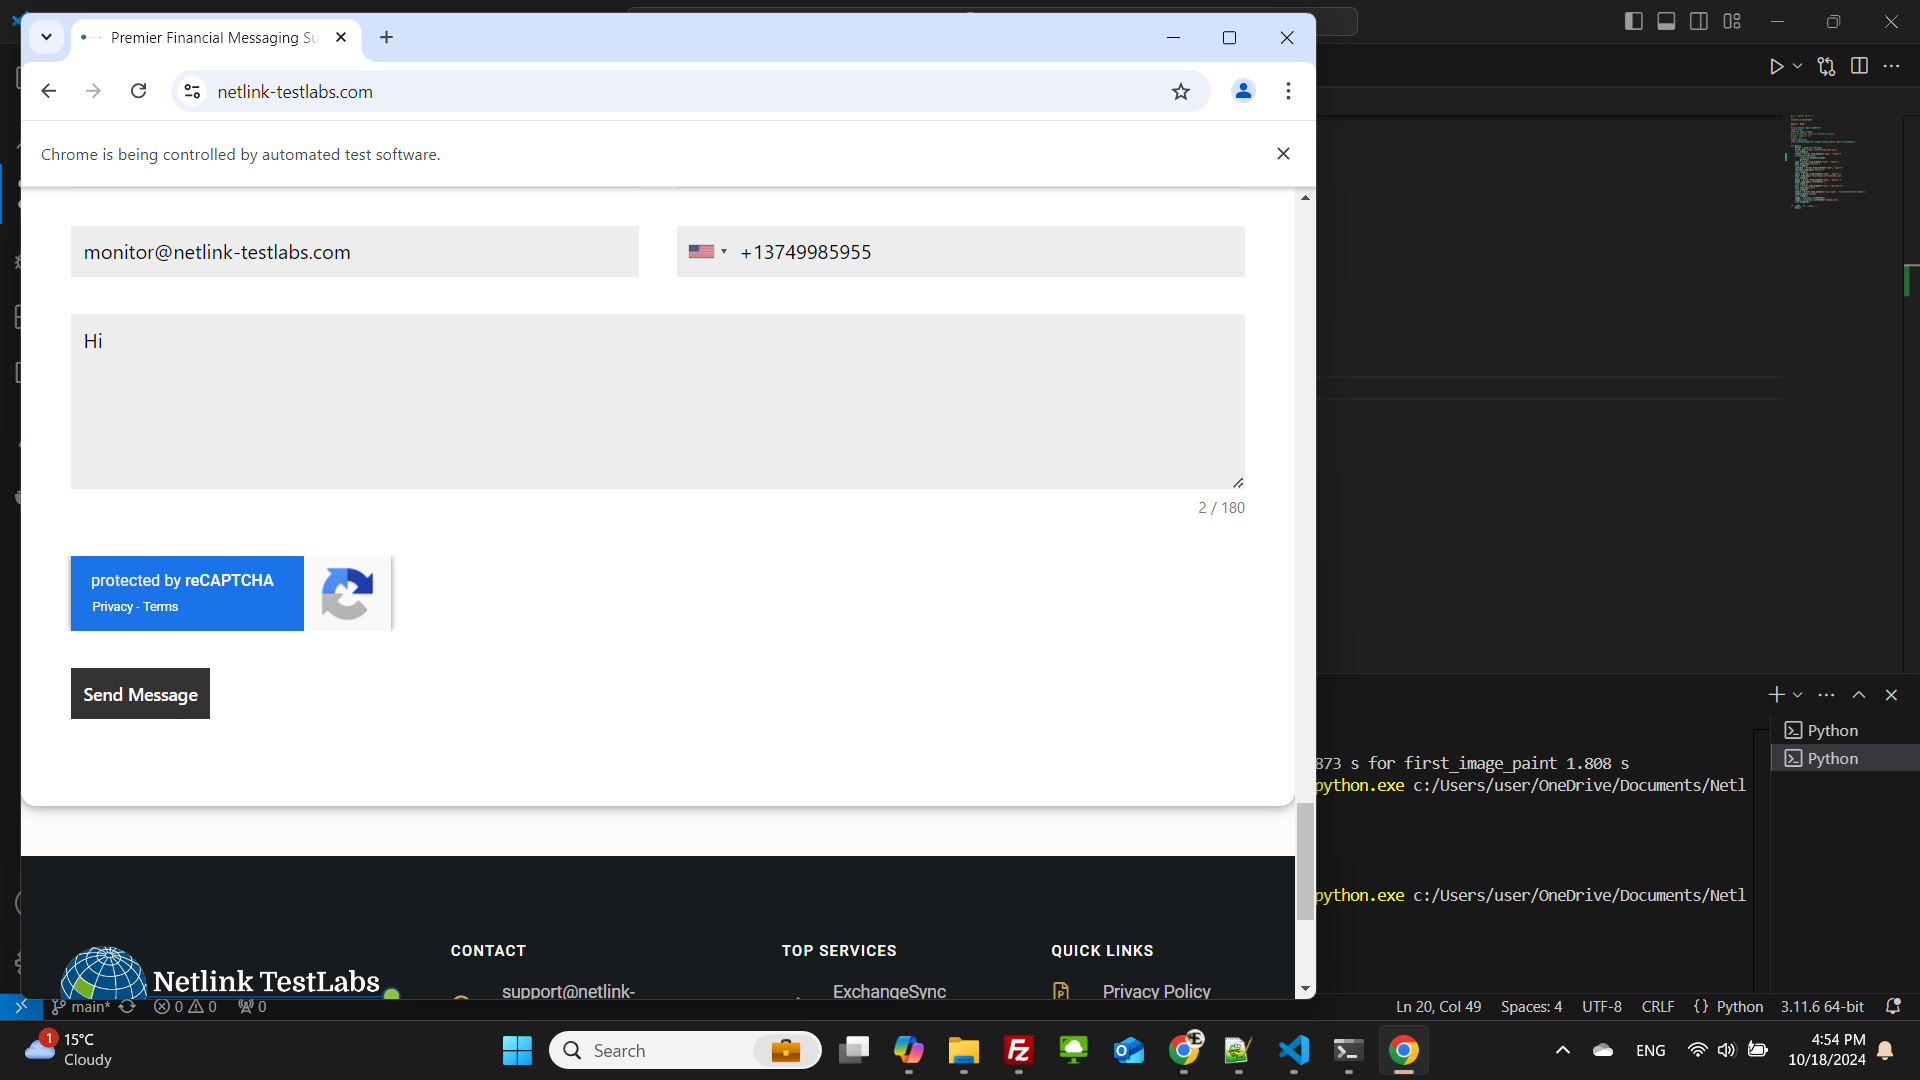 Premier Financial Messaging Su
netlink-testlabs.com
Chrome is being controlled by automated test software.
monitor@netlink-testlabs.com
+13749985955
Hi
2 / 180
protected by reCAPTCHA
Privacy - Terms
Send Message
CONTACT
TOP SERVICES
QUICK LINKS
Netlink TestLabs
support@netlink-
ExchangeSync
Privacy Policy
Python
Python
873 s for first_image_paint 1.808 s
python.exe c:/Users/user/OneDrive/Documents/Netl
python.exe c:/Users/user/OneDrive/Documents/Netl
main*
0
0
0
Ln 20, Col 49
Spaces: 4
UTF-8
CRLF
{ } Python
3.11.6 64-bit
1
15°C
Cloudy
Search
ENG
4:54 PM
10/18/2024